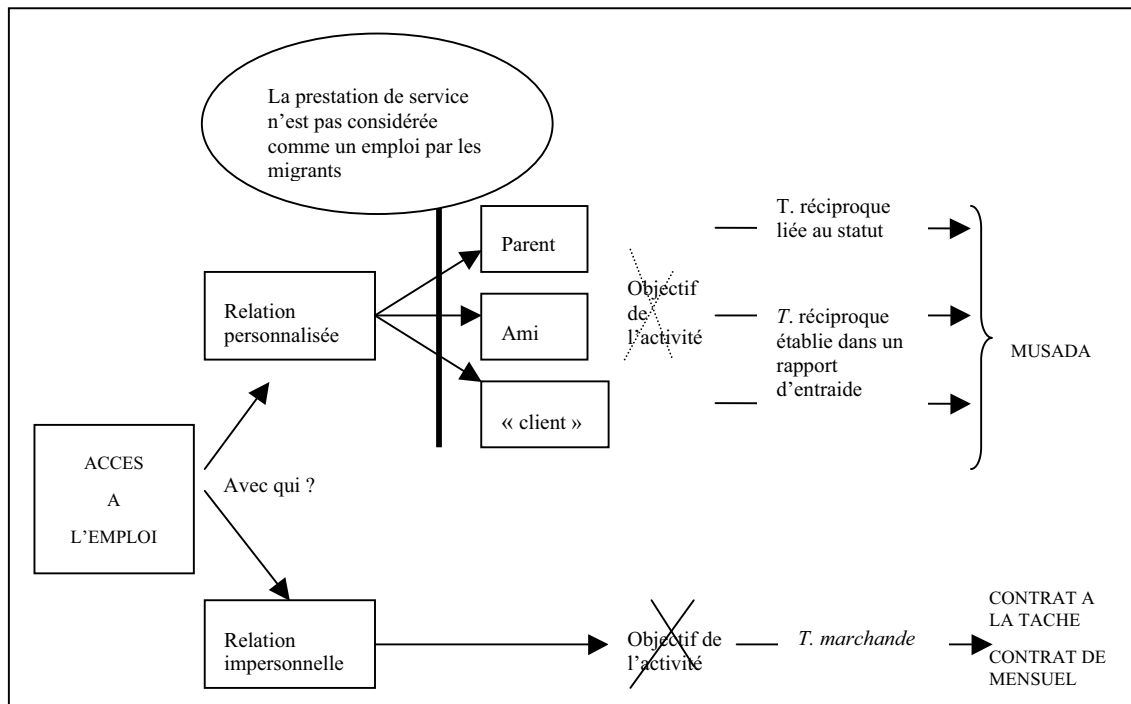 La prestation de service
n'est pas considérée
comme un emploi par les
migrants
Parent
T. réciproque
liée au statut
Relation
personnalisée
Ami
Objectif
de
l'activité
T. réciproque
établie dans un
rapport
d'entraide
MUSADA
« client »
ACCES
A
L'EMPLOI
Avec qui ?
Relation
impersonnelle
Objectif de
l'activité
T. marchande
CONTRAT A
LA TACHE
CONTRAT DE
MENSUEL